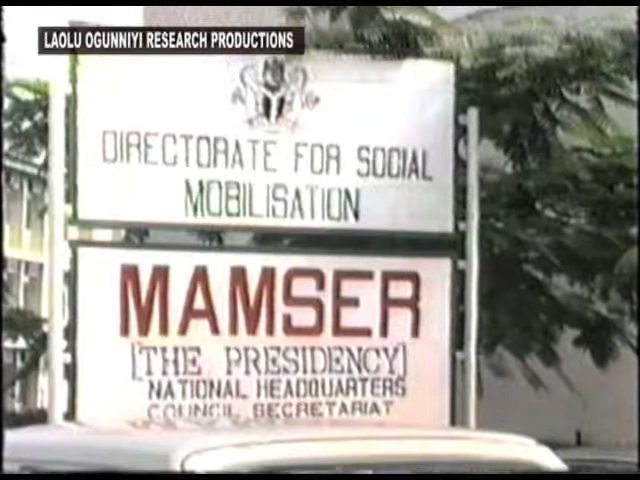 LAOLU OGUNNIYI RESEARCH PRODUCTIONS
DIRECTORATE FOR SOCIAL
MOBILISATION
MAMSER
[THE PRESIDENCY]
NATIONAL HEADQUARTERS
COUNCIL SECRETARIAT